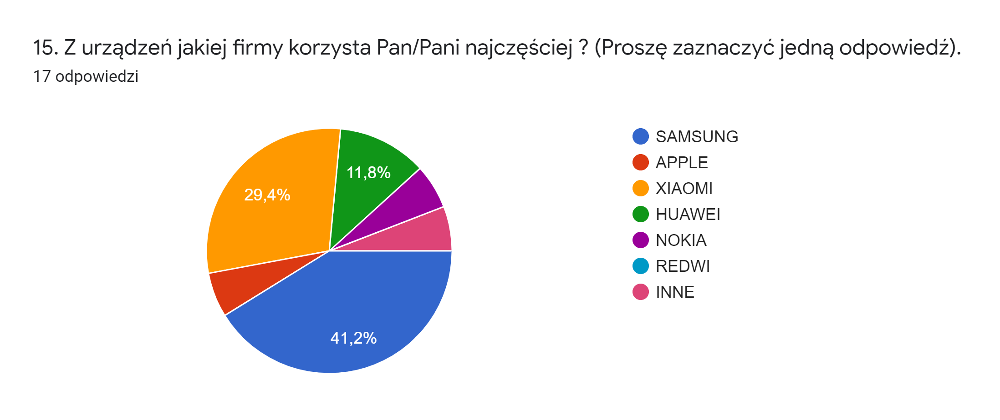 15. Z urządzeń jakiej firmy korzysta Pan/Pani najczęściej ? (Proszę zaznaczyć jedną odpowiedź).
17 odpowiedzi
11,8%
29,4%
41,2%
SAMSUNG
APPLE
XIAOMI
HUAWEI
NOKIA
REDWI
INNE